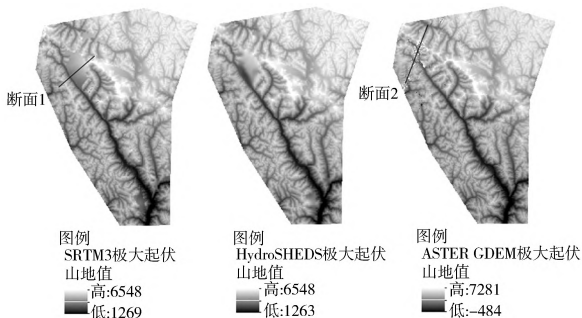 断面1
断面2
图例
SRTM3极大起伏
山地值
高:6548
低:1269
图例
HydroSHEDS极大起伏
山地值
高:6548
低:1263
图例
ASTER GDEM极大起伏
山地值
高:7281
低:-484